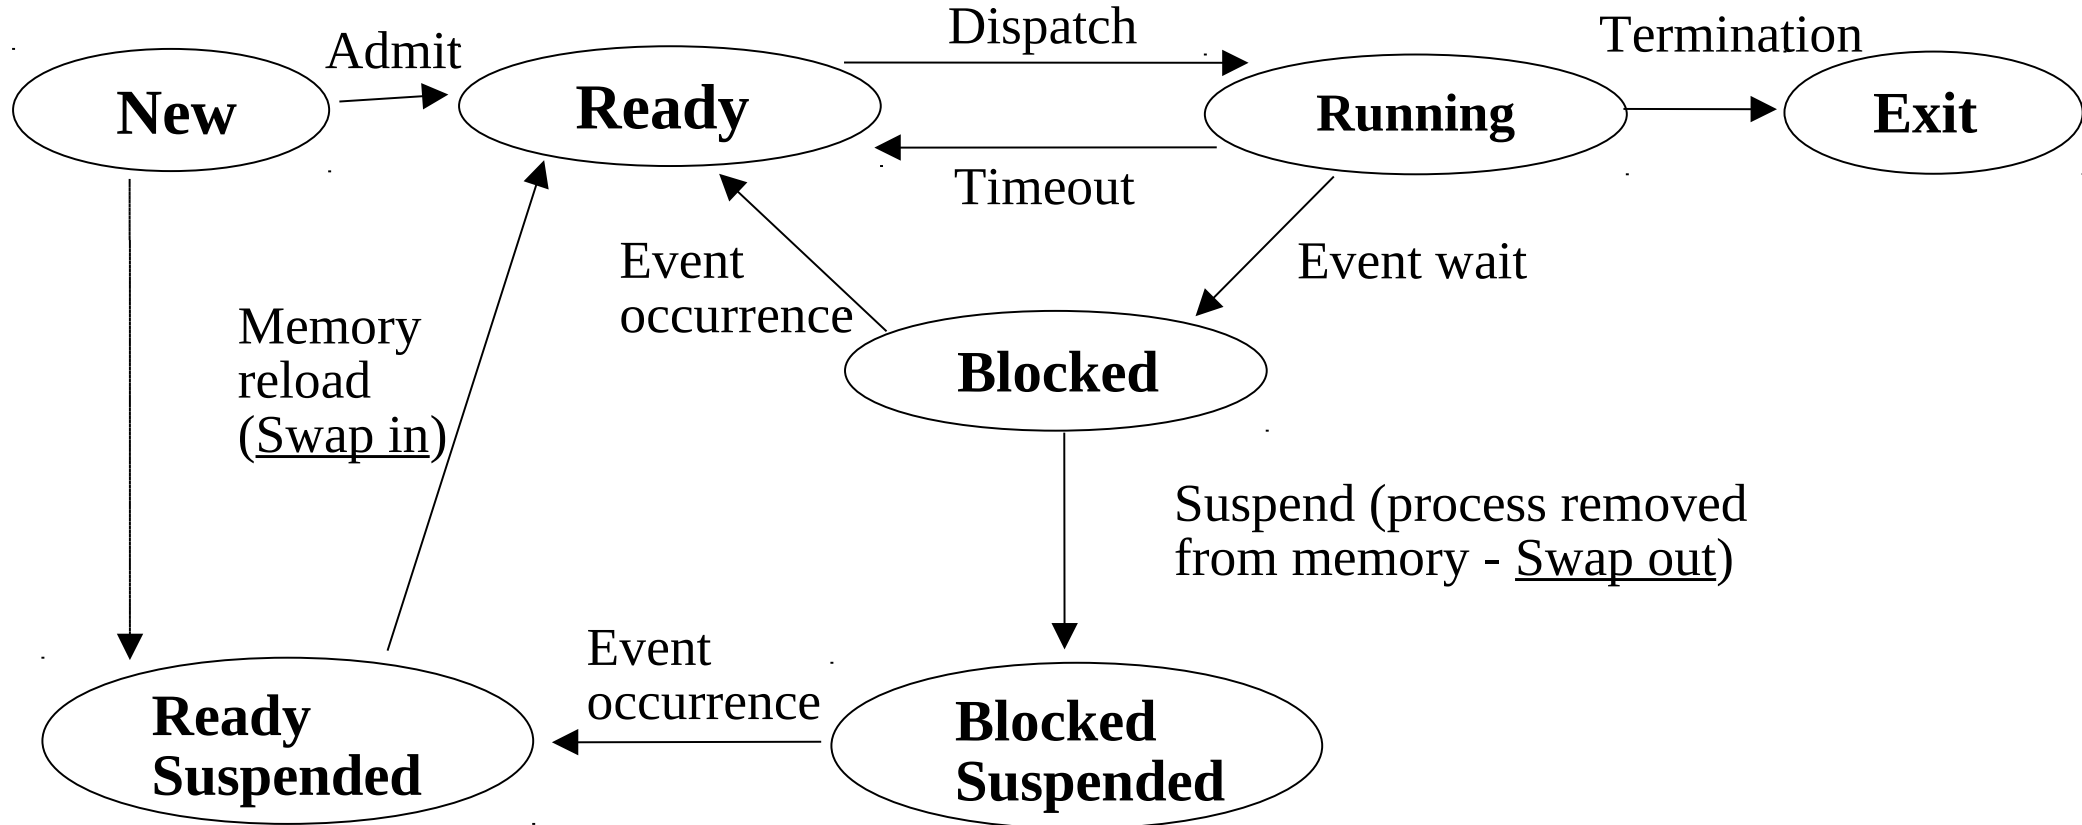 Dispatch
Termination
Admit
New
Ready
Running
Exit
Timeout
Event
occurrence
Event wait
Memory
reload
(Swap in)
Blocked
Suspend (process removed
from memory - Swap out)
Event
occurrence
Ready
Suspended
Blocked
Suspended